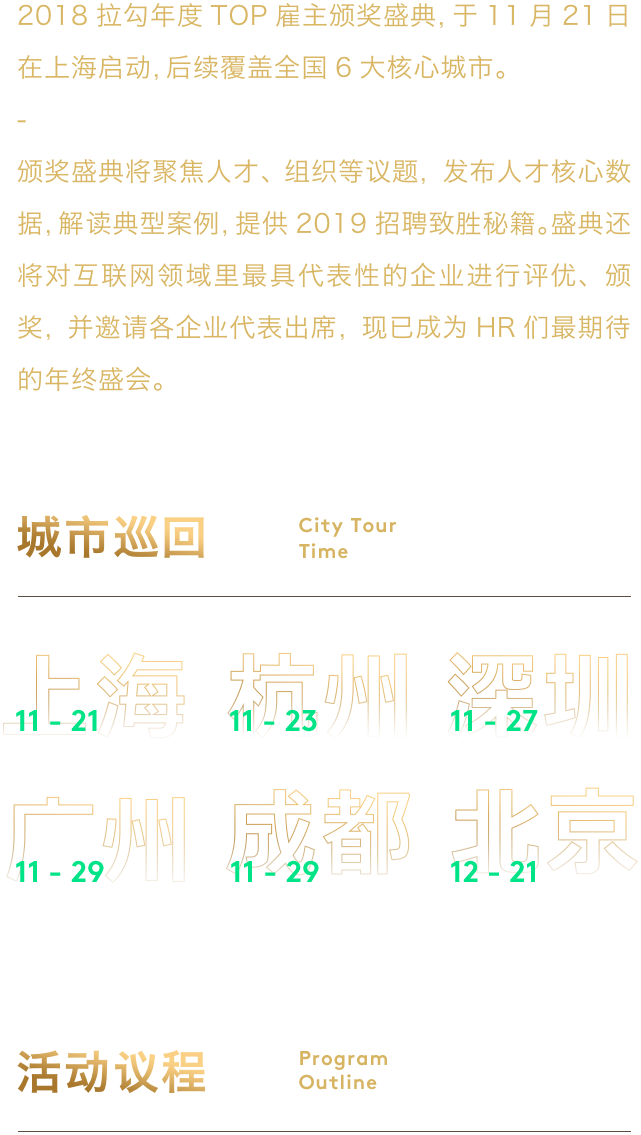 2018 拉勾年度 TOP 雇主颁奖盛典, 于 11 月 21 日
在上海启动, 后续覆盖全国 6 大核心城市。
-
颁奖盛典将聚焦人才、组织等议题，发布人才核心数
据, 解读典型案例, 提供 2019 招聘致胜秘籍。盛典还
将对互联网领域里最具代表性的企业进行评优、颁
奖，并邀请各企业代表出席，现已成为 HR 们最期待
的年终盛会。
城市巡回
City Tour
Time
上海 杭州 深圳
11 - 21 11 - 23 11 - 27
广州 成都 北京
11 - 29 11 - 29 12 - 21
活动议程
Program
Outline